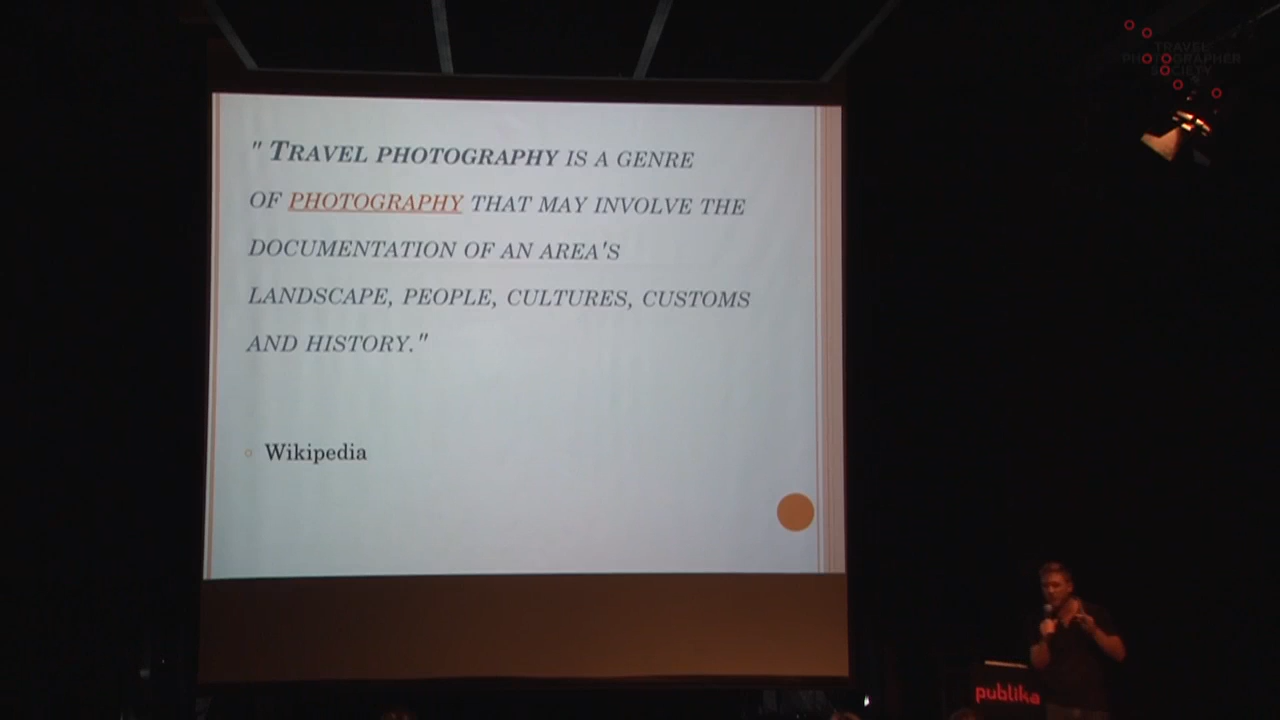 " TRAVEL PHOTOGRAPHY IS A GENRE
OF PHOTOGRAPHY THAT MAY INVOLVE THE
DOCUMENTATION OF AN AREA'S
LANDSCAPE, PEOPLE, CULTURES, CUSTOMS
AND HISTORY."
Wikipedia
TRAVEL
PHOTOGRAPHER
SOCIETY
publika